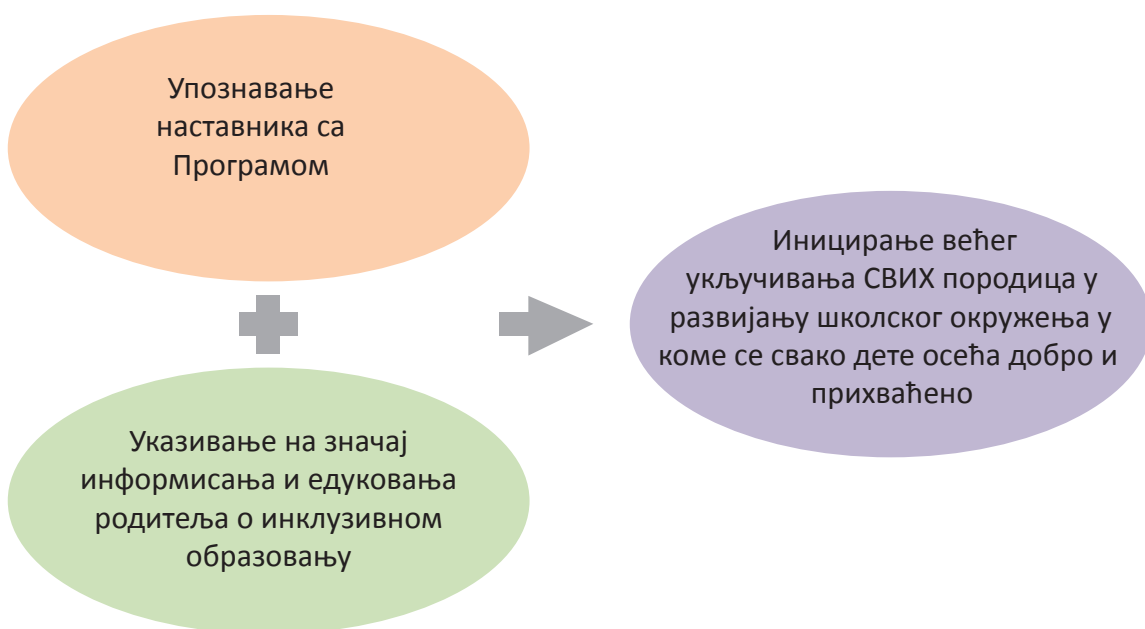 Упознавање
наставника са
Програмом
Указивање на значај
информисања и едуковања
родитеља о инклузивном
образовању
Иницирање већег
укључивања СВИХ породица у
развијању школског окружења у
коме се свако дете осећа добро и
прихваћено